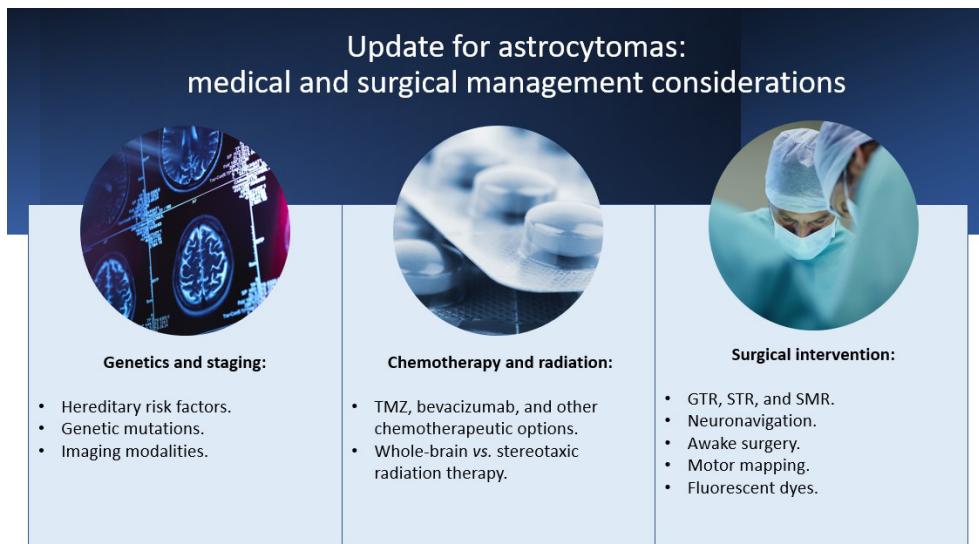 Update for astrocytomas:
medical and surgical management considerations
Genetics and staging:
• Hereditary risk factors.
• Genetic mutations.
• Imaging modalities.
Chemotherapy and radiation:
• TMZ, bevacizumab, and other
chemotherapeutic options.
• Whole-brain vs. stereotaxic
radiation therapy.
Surgical intervention:
• GTR, STR, and SMR.
• Neuronavigation.
• Awake surgery.
• Motor mapping.
• Fluorescent dyes.